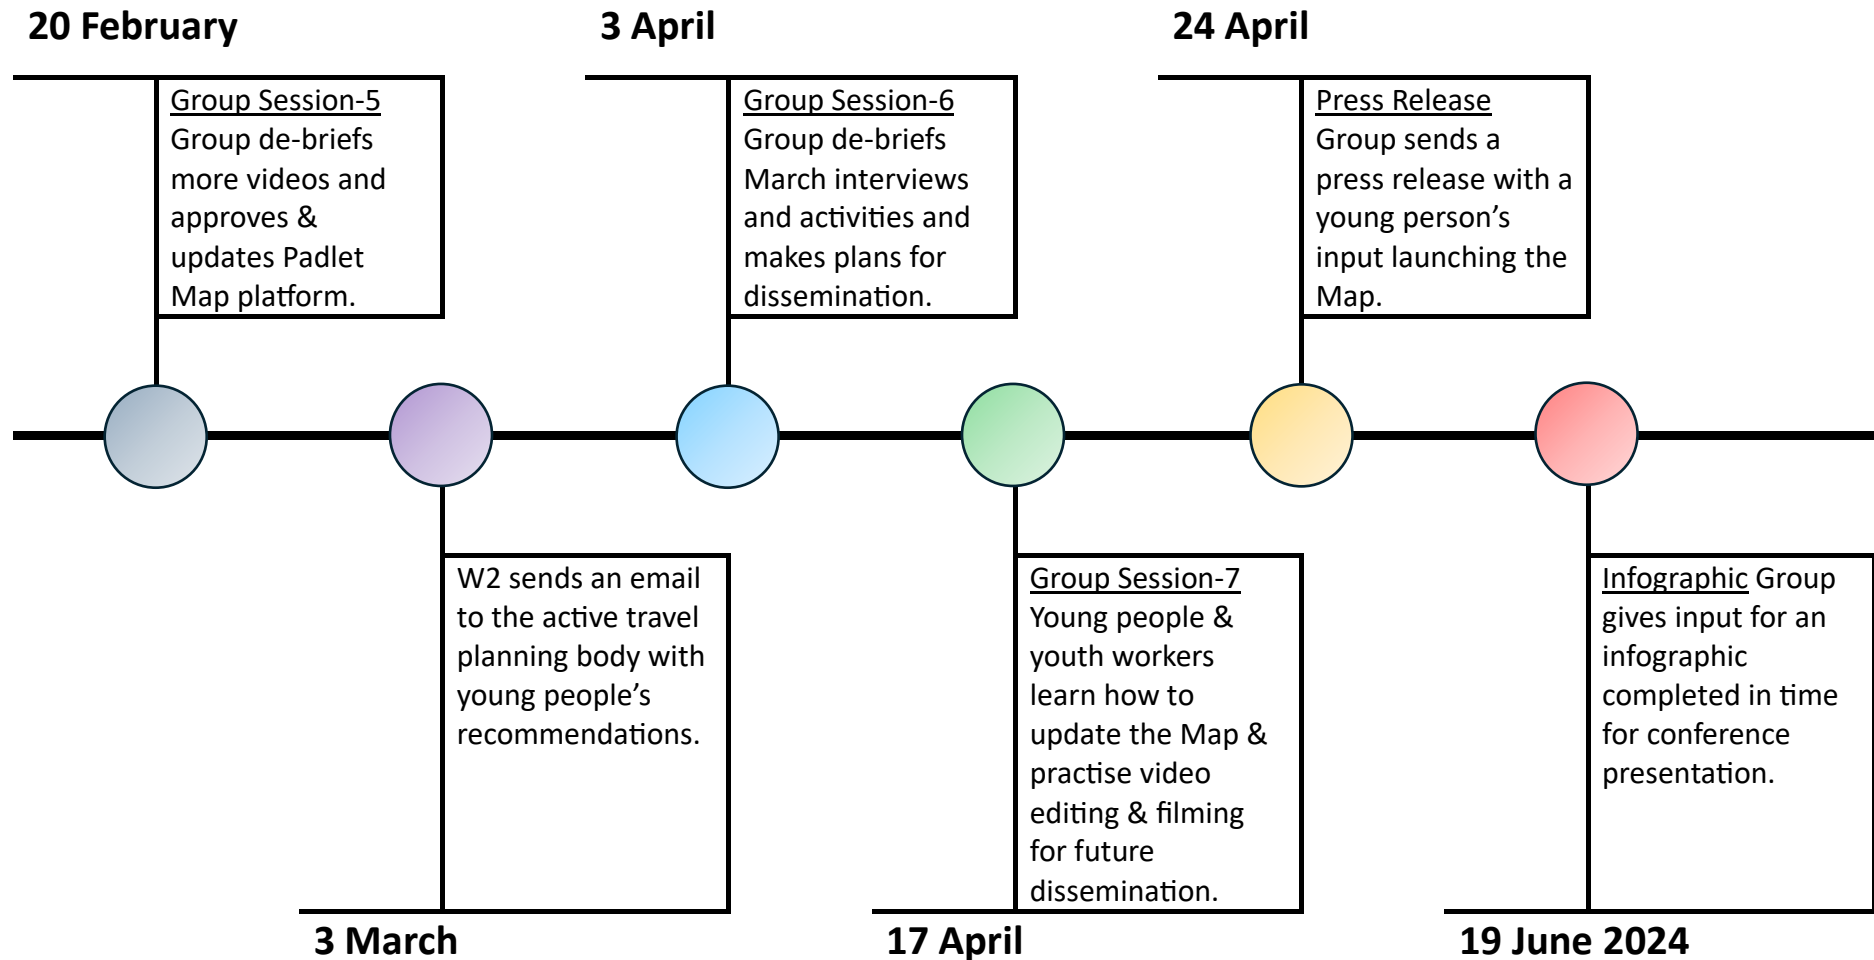 20 February
Group Session-5
Group de-briefs
more videos and
approves &
updates Padlet
Map platform.
3 March
W2 sends an email
to the active travel
planning body with
young people’s
recommendations.
3 April
Group Session-6
Group de-briefs
March interviews
and activities and
makes plans for
dissemination.
17 April
Group Session-7
Young people &
youth workers
learn how to
update the Map &
practise video
editing & filming
for future
dissemination.
24 April
Press Release
Group sends a
press release with a
young person’s
input launching the
Map.
19 June 2024
Infographic Group
gives input for an
infographic
completed in time
for conference
presentation.